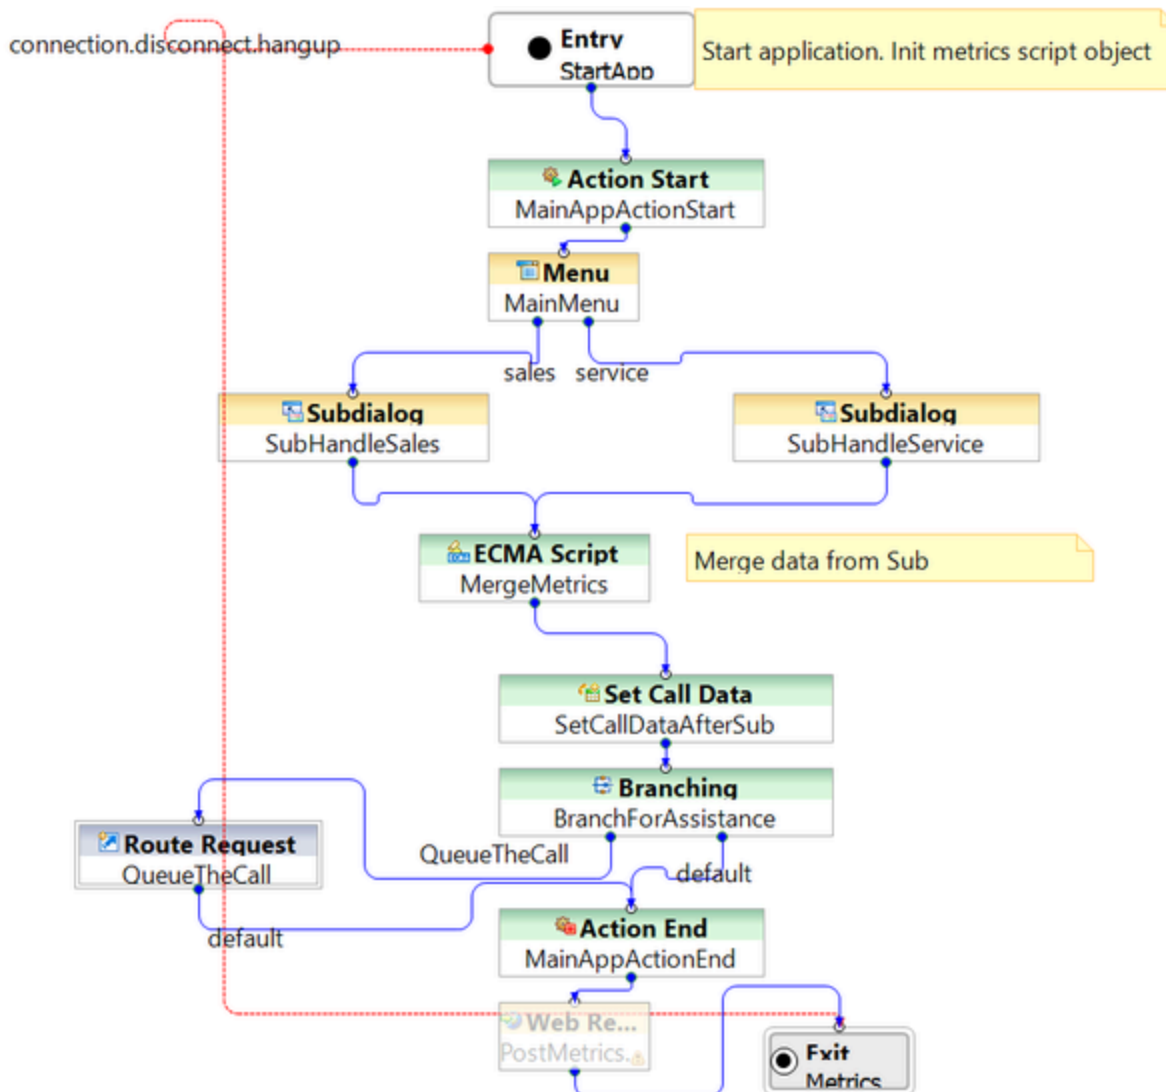 connection.disconnect.hangup
Entry
StartApp
Start application. Init metrics script object
Action Start
MainAppActionStart
Menu
MainMenu
sales
service
Subdialog
SubHandleSales
Subdialog
SubHandleService
ECMA Script
MergeMetrics
Merge data from Sub
Set Call Data
SetCallDataAfterSub
Branching
BranchForAssistance
Route Request
QueueTheCall
QueueTheCall
default
default
Action End
MainAppActionEnd
Web Re...
PostMetrics.
Exit
Metrics